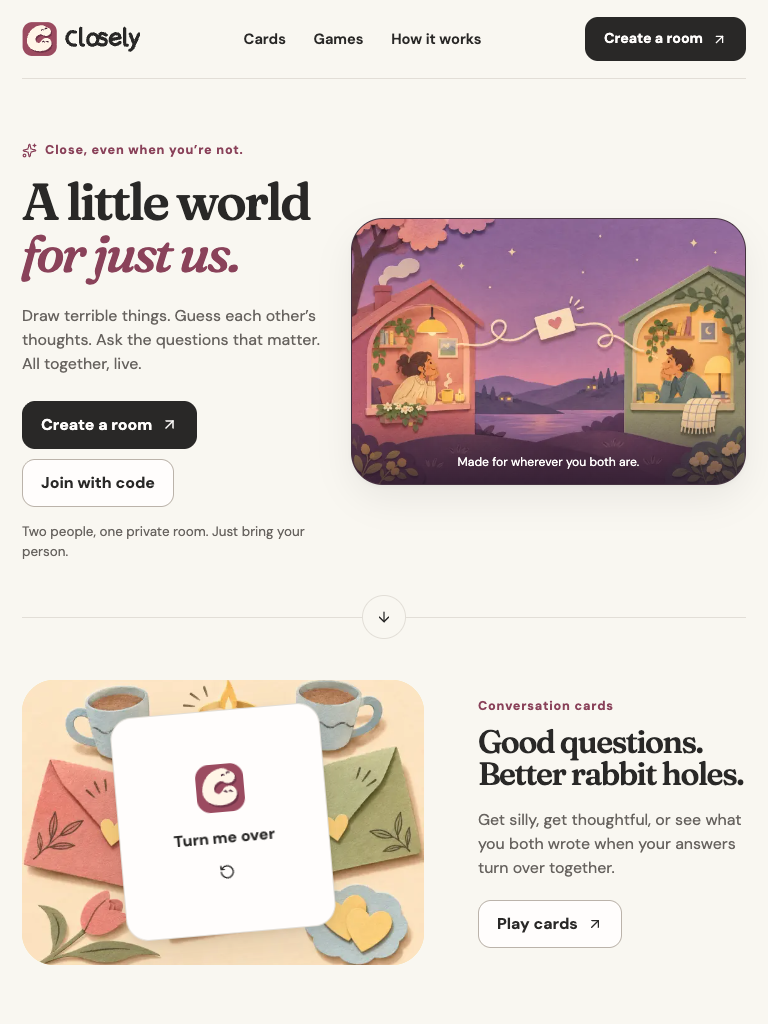 closely
Cards
Games
How it works
Create a room
Close, even when you’re not.
A little world
for just us.
Draw terrible things. Guess each other’s
thoughts. Ask the questions that matter.
All together, live.
Create a room
Join with code
Two people, one private room. Just bring your
person.
Made for wherever you both are.
Turn me over
Conversation cards
Good questions.
Better rabbit holes.
Get silly, get thoughtful, or see what
you both wrote when your answers
turn over together.
Play cards